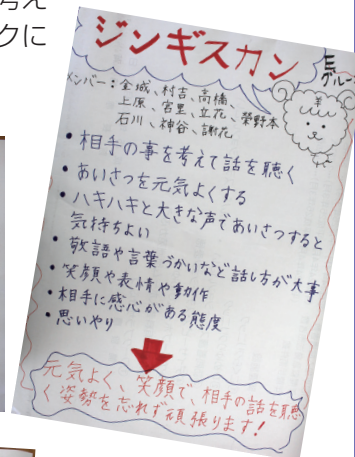 考え
クに
ジンギスカン
E
グルー
メンバー：金城、村吉、高橋、
上原、宮里、立花、栄野本
石川、神谷、謝花
・相手の事を考えて話を聴く
・あいさつを元気よくする
・ハキハキと大きな声であいさつすると
気持ちよい
・敬語や言葉づかいなど話し方が大事
・笑顔や表情や動作
・相手に感心がある態度
・思いやり
元気よく、笑顔で、相手の話を聴
く姿勢を忘れず頑張ります！